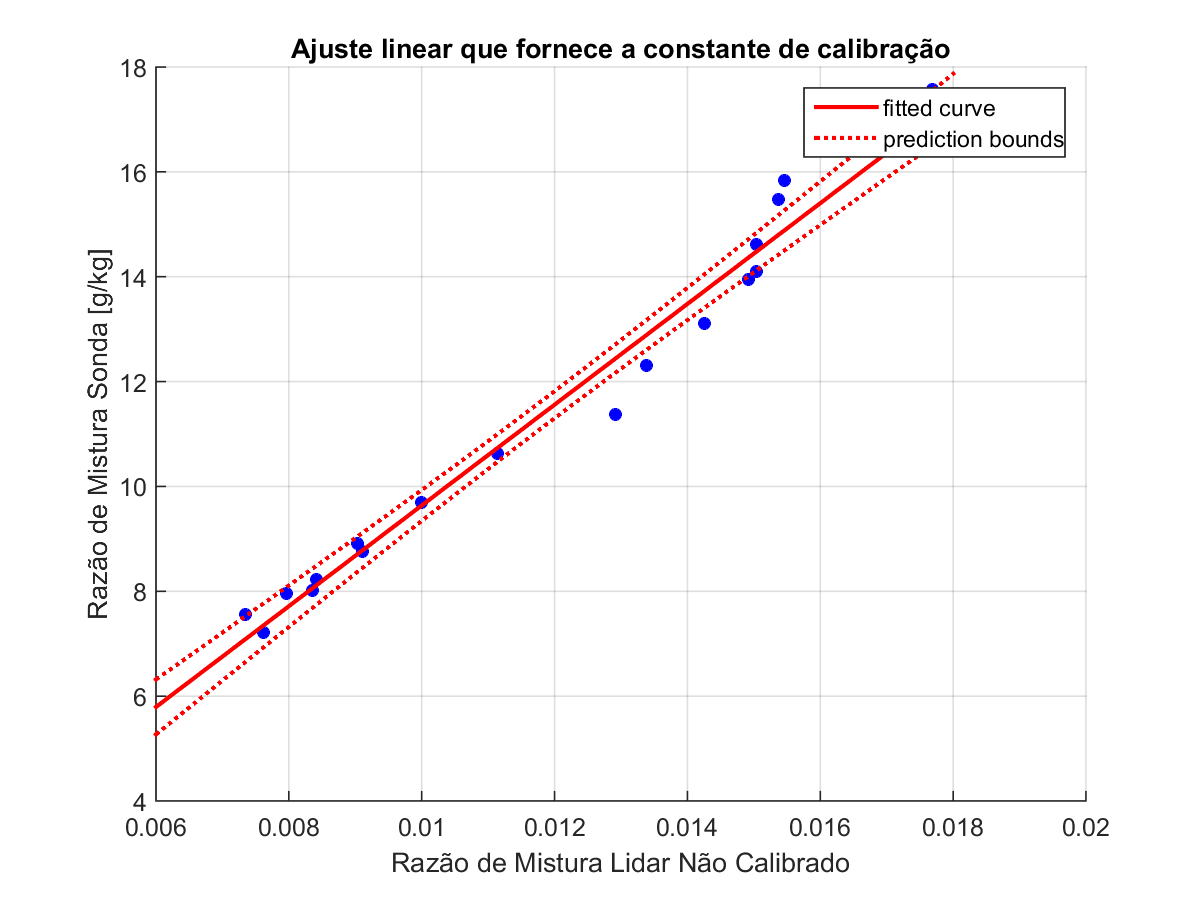 Ajuste linear que fornece a constante de calibração
fitted curve
prediction bounds
Razão de Mistura Sonda [g/kg]
18
16
14
12
10
8
6
4
0.006 0.008 0.01 0.012 0.014 0.016 0.018 0.02
Razão de Mistura Lidar Não Calibrado